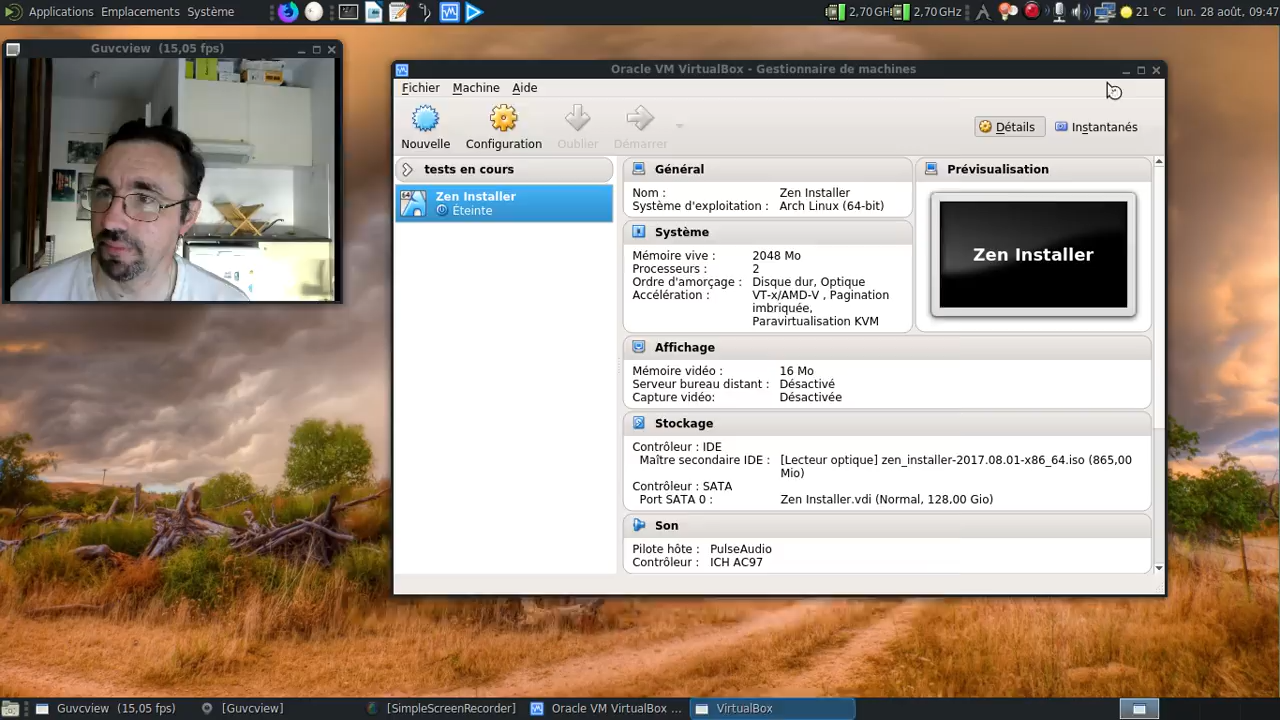 Applications Emplacements Système
2,70 GHz 2,70 GHz 21 °C lun. 28 août, 09:47
Guvcview (15,05 fps)
Oracle VM VirtualBox - Gestionnaire de machines
Fichier Machine Aide
Nouvelle Configuration Oublier Démarrer
Détails Instantanés
tests en cours
64
Zen Installer
Éteinte
Général
Nom : Zen Installer
Système d'exploitation : Arch Linux (64-bit)
Système
Mémoire vive : 2048 Mo
Processeurs : 2
Ordre d'amorçage : Disque dur, Optique
Accélération : VT-x/AMD-V , Pagination
imbriquée,
Paravirtualisation KVM
Prévisualisation
Zen Installer
Affichage
Mémoire vidéo : 16 Mo
Serveur bureau distant : Désactivé
Capture vidéo: Désactivée
Stockage
Contrôleur : IDE
Maître secondaire IDE : [Lecteur optique] zen_installer-2017.08.01-x86_64.iso (865,00
Mio)
Contrôleur : SATA
Port SATA 0 : Zen Installer.vdi (Normal, 128,00 Gio)
Son
Pilote hôte : PulseAudio
Contrôleur : ICH AC97
Guvcview (15,05 fps) [Guvcview] [SimpleScreenRecorder] Oracle VM VirtualBox ... VirtualBox